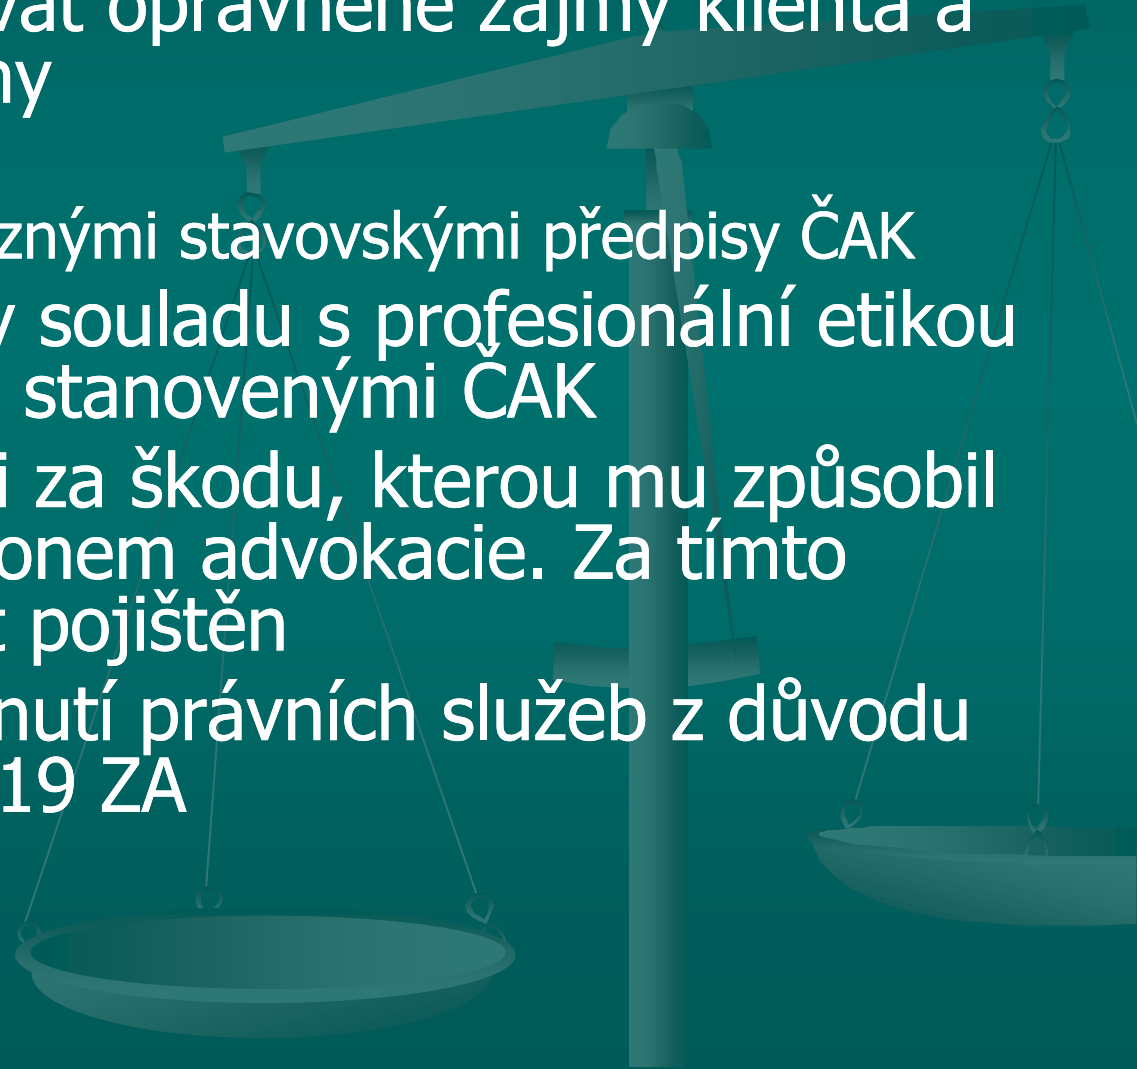 vat oprávněné zájmy klienta a
ny
znými stavovskými předpisy ČAK
v souladu s profesionální etikou
stanovenými ČAK
i za škodu, kterou mu způsobil
onem advokacie. Za tímto
t pojištěn
nutí právních služeb z důvodu
19 ZA